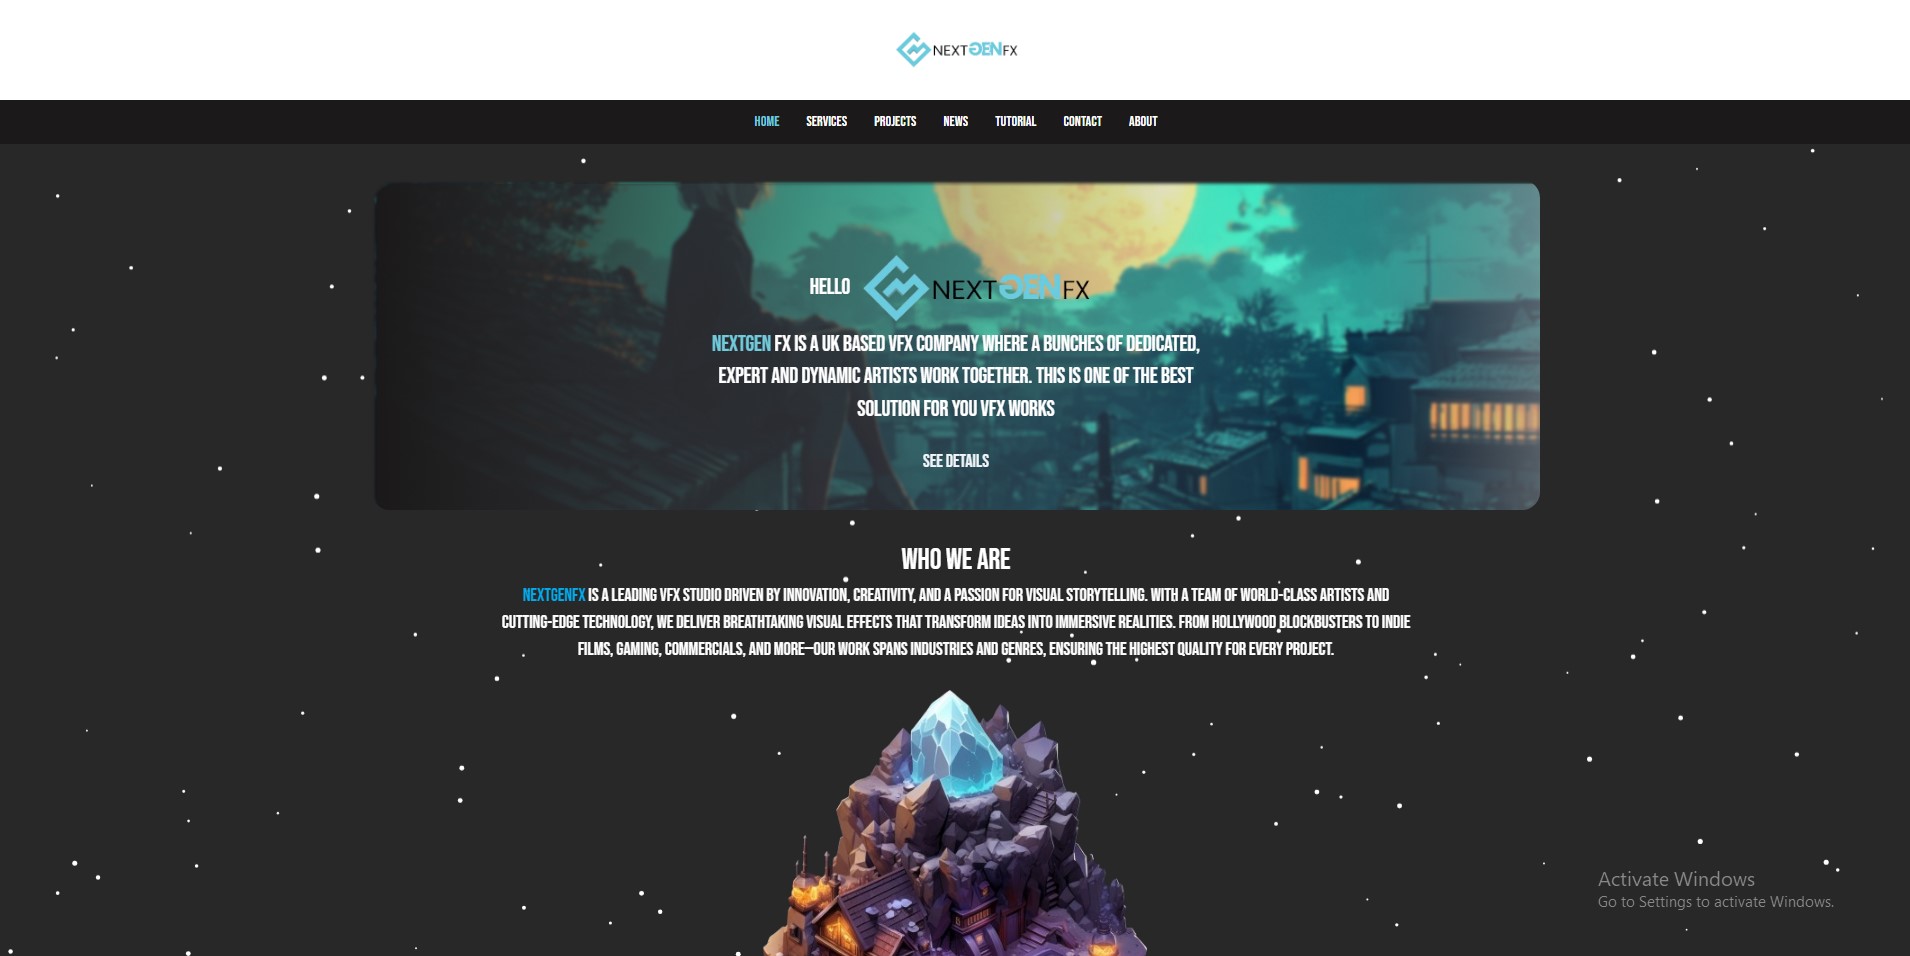 NEXTGENFX
HOME SERVICES PROJECTS NEWS TUTORIAL CONTACT ABOUT
HELLO NEXTGENFX
NEXTGEN FX IS A UK BASED VFX COMPANY WHERE A BUNCHES OF DEDICATED,
EXPERT AND DYNAMIC ARTISTS WORK TOGETHER. THIS IS ONE OF THE BEST
SOLUTION FOR YOU VFX WORKS
SEE DETAILS
WHO WE ARE
NEXTGENFX IS A LEADING VFX STUDIO DRIVEN BY INNOVATION, CREATIVITY, AND A PASSION FOR VISUAL STORYTELLING. WITH A TEAM OF WORLD-CLASS ARTISTS AND
CUTTING-EDGE TECHNOLOGY, WE DELIVER BREATHTAKING VISUAL EFFECTS THAT TRANSFORM IDEAS INTO IMMERSIVE REALITIES. FROM HOLLYWOOD BLOCKBUSTERS TO INDIE
FILMS, GAMING, COMMERCIALS, AND MORE—OUR WORK SPANS INDUSTRIES AND GENRES, ENSURING THE HIGHEST QUALITY FOR EVERY PROJECT.
Activate Windows
Go to Settings to activate Windows.